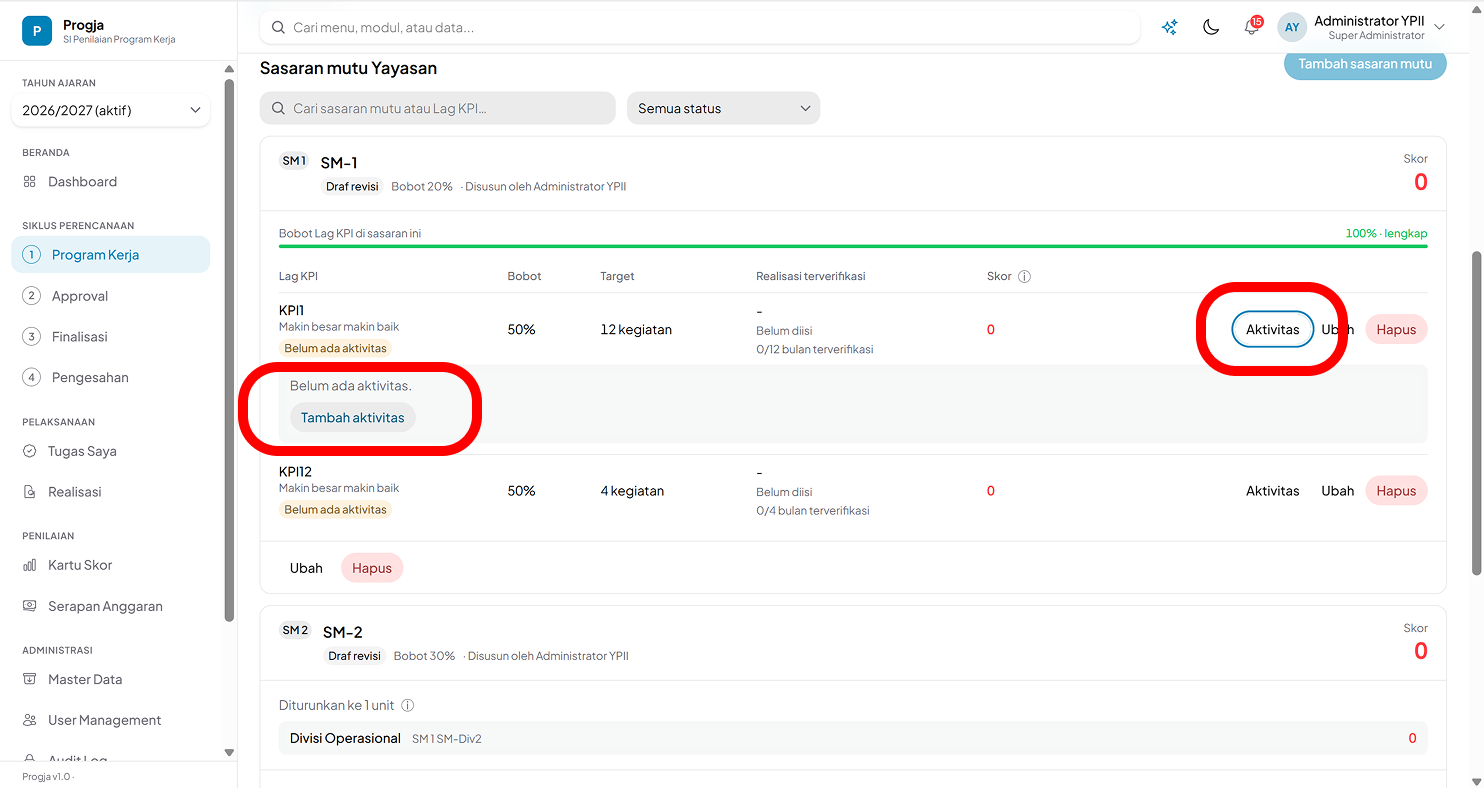 P
Progja
SI Penilaian Program Kerja
Cari menu, modul, atau data...
15
AY
Administrator YPII
Super Administrator
TAHUN AJARAN
2026/2027 (aktif)
BERANDA
Dashboard
SIKLUS PERENCANAAN
1 Program Kerja
2 Approval
3 Finalisasi
4 Pengesahan
PELAKSANAAN
Tugas Saya
Realisasi
PENILAIAN
Kartu Skor
Serapan Anggaran
ADMINISTRASI
Master Data
User Management
Audit Log
Progja v1.0 ·
Sasaran mutu Yayasan
Tambah sasaran mutu
Cari sasaran mutu atau Lag KPI...
Semua status
SM 1 SM-1
Skor
Draf revisi Bobot 20% · Disusun oleh Administrator YPII
0
Bobot Lag KPI di sasaran ini
100% · lengkap
Lag KPI Bobot Target Realisasi terverifikasi Skor
KPI1
Makin besar makin baik
Belum ada aktivitas
50%
12 kegiatan
-
Belum diisi
0/12 bulan terverifikasi
0
Aktivitas Ubah Hapus
Belum ada aktivitas.
Tambah aktivitas
KPI12
Makin besar makin baik
Belum ada aktivitas
50%
4 kegiatan
-
Belum diisi
0/4 bulan terverifikasi
0
Aktivitas Ubah Hapus
Ubah Hapus
SM 2 SM-2
Skor
Draf revisi Bobot 30% · Disusun oleh Administrator YPII
0
Diturunkan ke 1 unit
Divisi Operasional SM 1 SM-Div2
0